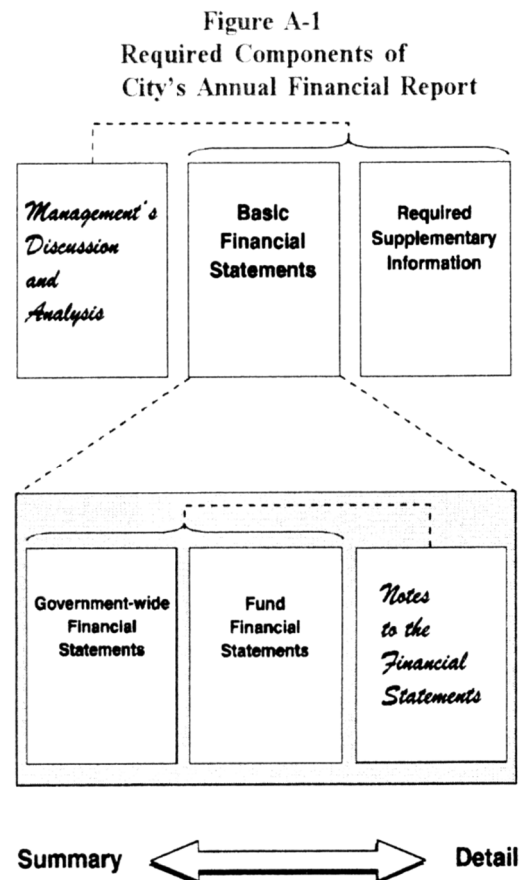 Figure A-1
Required Components of
City's Annual Financial Report
Management's
Discussion
and
Analysis
Basic
Financial
Statements
Required
Supplementary
Information
Government-wide
Financial
Statements
Fund
Financial
Statements
Notes
to the
Financial
Statements
Summary
Detail